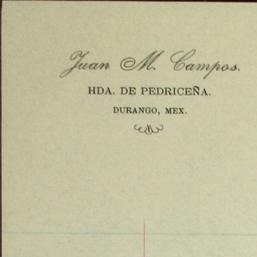 Juan M. Campos.
HDA. DE PEDRICEÑA.
DURANGO, MEX.